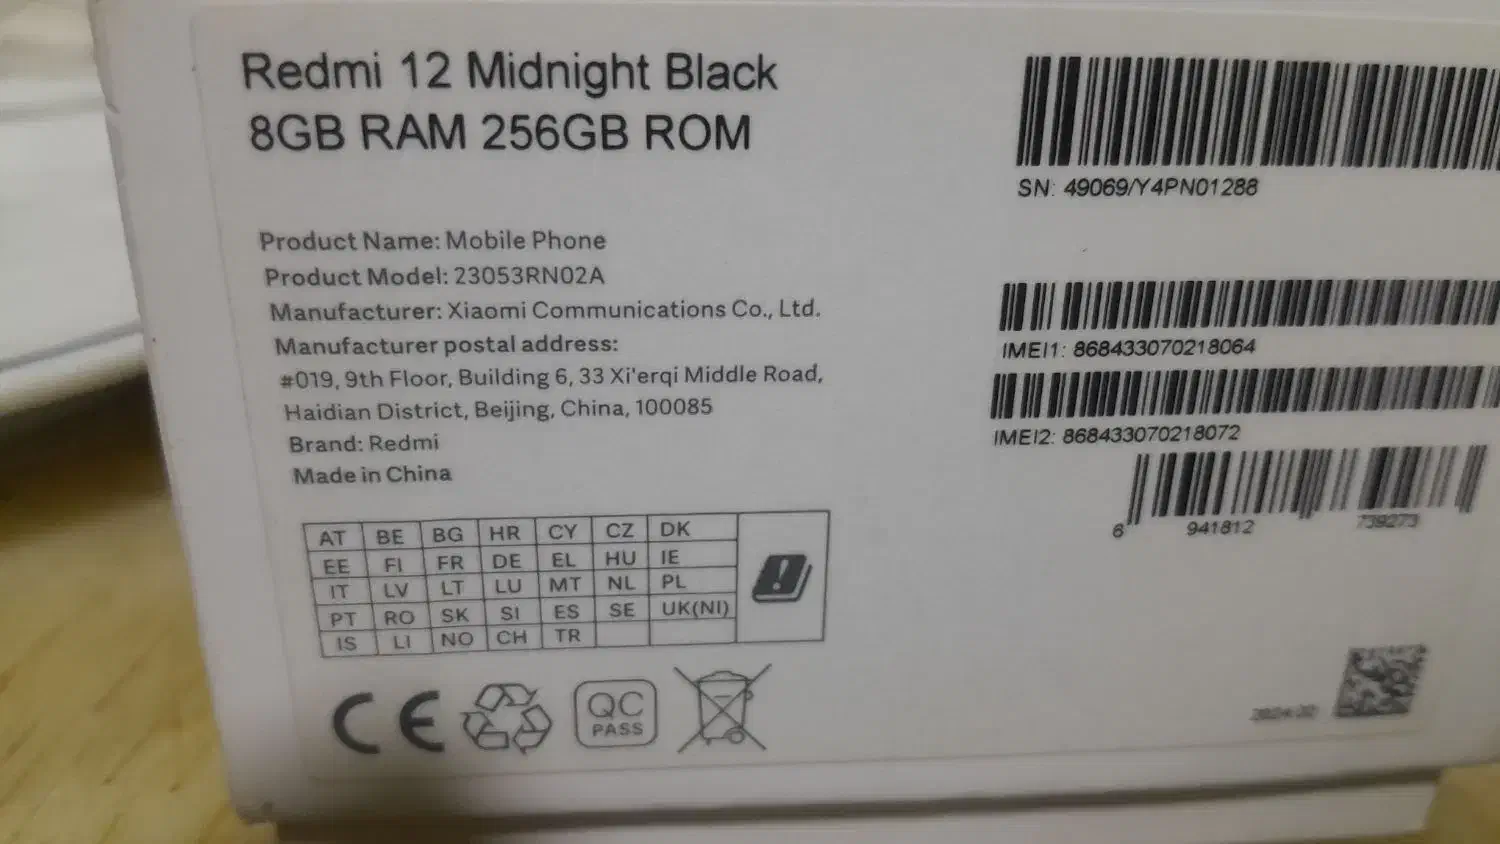 Redmi 12 Midnight Black
8GB RAM 256GB ROM
Product Name: Mobile Phone
Product Model: 23053RN02A
Manufacturer: Xiaomi Communications Co., Ltd.
Manufacturer postal address:
#019, 9th Floor, Building 6, 33 Xi'erqi Middle Road,
Haidian District, Beijing, China, 100085
Brand: Redmi
Made in China
AT BE BG HR CY CZ DK
EE FI FR DE EL HU IE
IT LV LT LU MT NL PL
PT RO SK SI ES SE UK(NI)
IS LI NO CH TR
CE
QC
PASS
SN: 49069/Y4PN01288
IMEI1: 868433070218064
IMEI2: 868433070218072
6 941812 739273